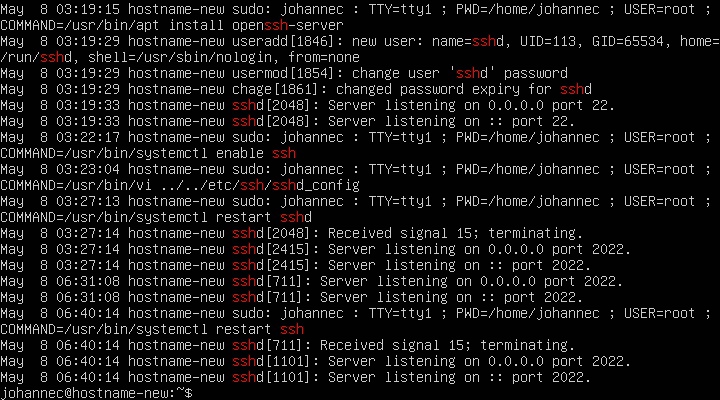 May  8 03:19:15 hostname-new sudo: johannec : TTY=tty1 ; PWD=/home/johannec ; USER=root ;
COMMAND=/usr/bin/apt install openssh-server
May  8 03:19:29 hostname-new useradd[1846]: new user: name=sshd, UID=113, GID=65534, home=
/run/sshd, shell=/usr/sbin/nologin, from=none
May  8 03:19:29 hostname-new usermod[1854]: change user 'sshd' password
May  8 03:19:29 hostname-new chage[1861]: changed password expiry for sshd
May  8 03:19:33 hostname-new sshd[2048]: Server listening on 0.0.0.0 port 22.
May  8 03:19:33 hostname-new sshd[2048]: Server listening on :: port 22.
May  8 03:22:17 hostname-new sudo: johannec : TTY=tty1 ; PWD=/home/johannec ; USER=root ;
COMMAND=/usr/bin/systemctl enable ssh
May  8 03:23:04 hostname-new sudo: johannec : TTY=tty1 ; PWD=/home/johannec ; USER=root ;
COMMAND=/usr/bin/vi ../../etc/ssh/sshd_config
May  8 03:27:13 hostname-new sudo: johannec : TTY=tty1 ; PWD=/home/johannec ; USER=root ;
COMMAND=/usr/bin/systemctl restart sshd
May  8 03:27:14 hostname-new sshd[2048]: Received signal 15; terminating.
May  8 03:27:14 hostname-new sshd[2415]: Server listening on 0.0.0.0 port 2022.
May  8 03:27:14 hostname-new sshd[2415]: Server listening on :: port 2022.
May  8 06:31:08 hostname-new sshd[711]: Server listening on 0.0.0.0 port 2022.
May  8 06:31:08 hostname-new sshd[711]: Server listening on :: port 2022.
May  8 06:40:14 hostname-new sudo: johannec : TTY=tty1 ; PWD=/home/johannec ; USER=root ;
COMMAND=/usr/bin/systemctl restart ssh
May  8 06:40:14 hostname-new sshd[711]: Received signal 15; terminating.
May  8 06:40:14 hostname-new sshd[1101]: Server listening on 0.0.0.0 port 2022.
May  8 06:40:14 hostname-new sshd[1101]: Server listening on :: port 2022.
johannec@hostname-new:~$